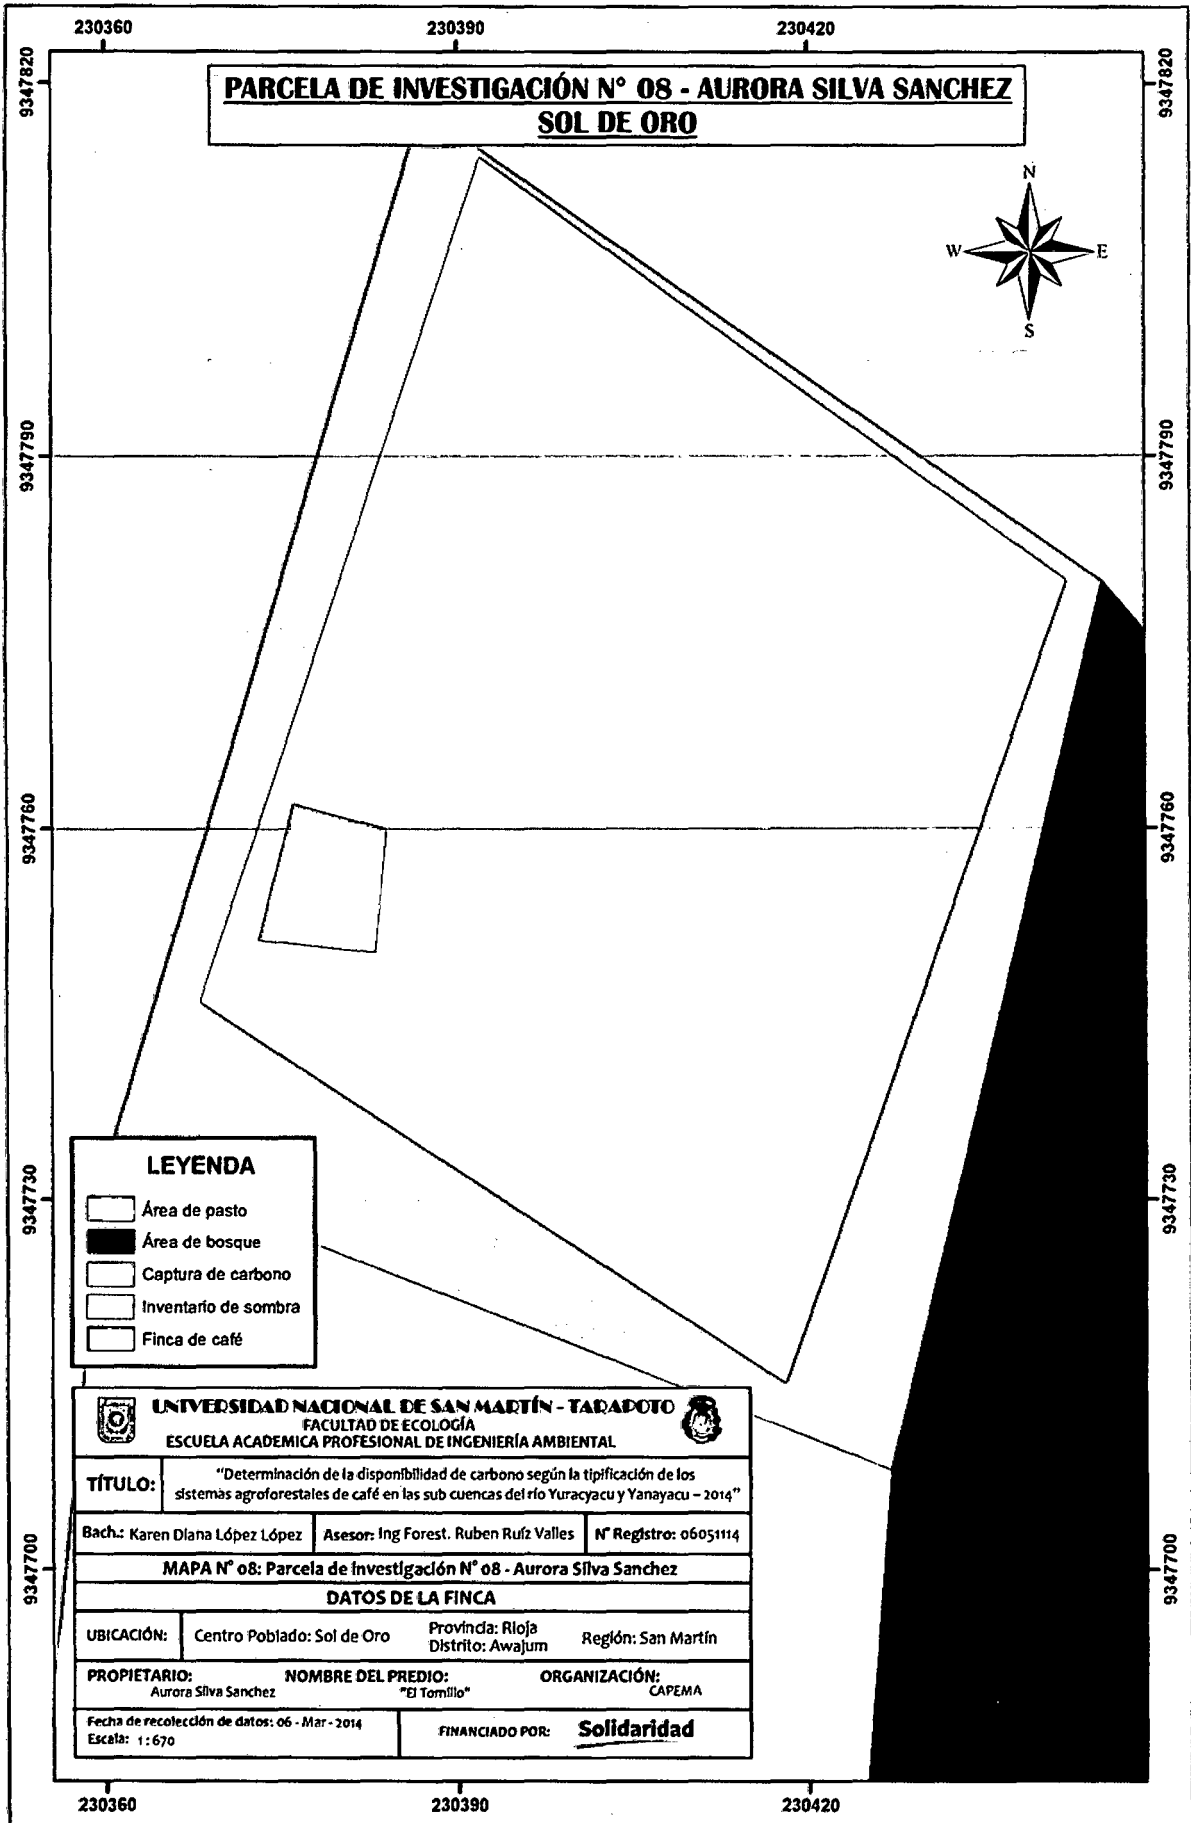 230360 230390 230420
9347820 9347820
PARCELA DE INVESTIGACIÓN N° 08 - AURORA SILVA SANCHEZ
SOL DE ORO
N
W E
S
9347790 9347790
9347760 9347760
9347730 9347730
LEYENDA
Área de pasto
Área de bosque
Captura de carbono
Inventario de sombra
Finca de café
UNIVERSIDAD NACIONAL DE SAN MARTÍN - TARAPOTO
FACULTAD DE ECOLOGÍA
ESCUELA ACADEMICA PROFESIONAL DE INGENIERÍA AMBIENTAL
TÍTULO: "Determinación de la disponibilidad de carbono según la tipificación de los
sistemas agroforestales de café en las sub cuencas del río Yuracyacu y Yanayacu – 2014"
Bach.: Karen Diana López López Asesor: Ing Forest. Ruben Ruíz Valles N° Registro: 06051114
9347700 9347700
MAPA N° 08: Parcela de Investigación N° 08 - Aurora Silva Sanchez
DATOS DE LA FINCA
UBICACIÓN: Centro Poblado: Sol de Oro Provincia: Rioja Región: San Martín
Distrito: Awajum
PROPIETARIO: NOMBRE DEL PREDIO: ORGANIZACIÓN:
Aurora Silva Sanchez "El Tornillo" CAPEMA
Fecha de recolección de datos: 06 - Mar - 2014
Escala: 1 : 670
FINANCIADO POR: Solidaridad
230360 230390 230420